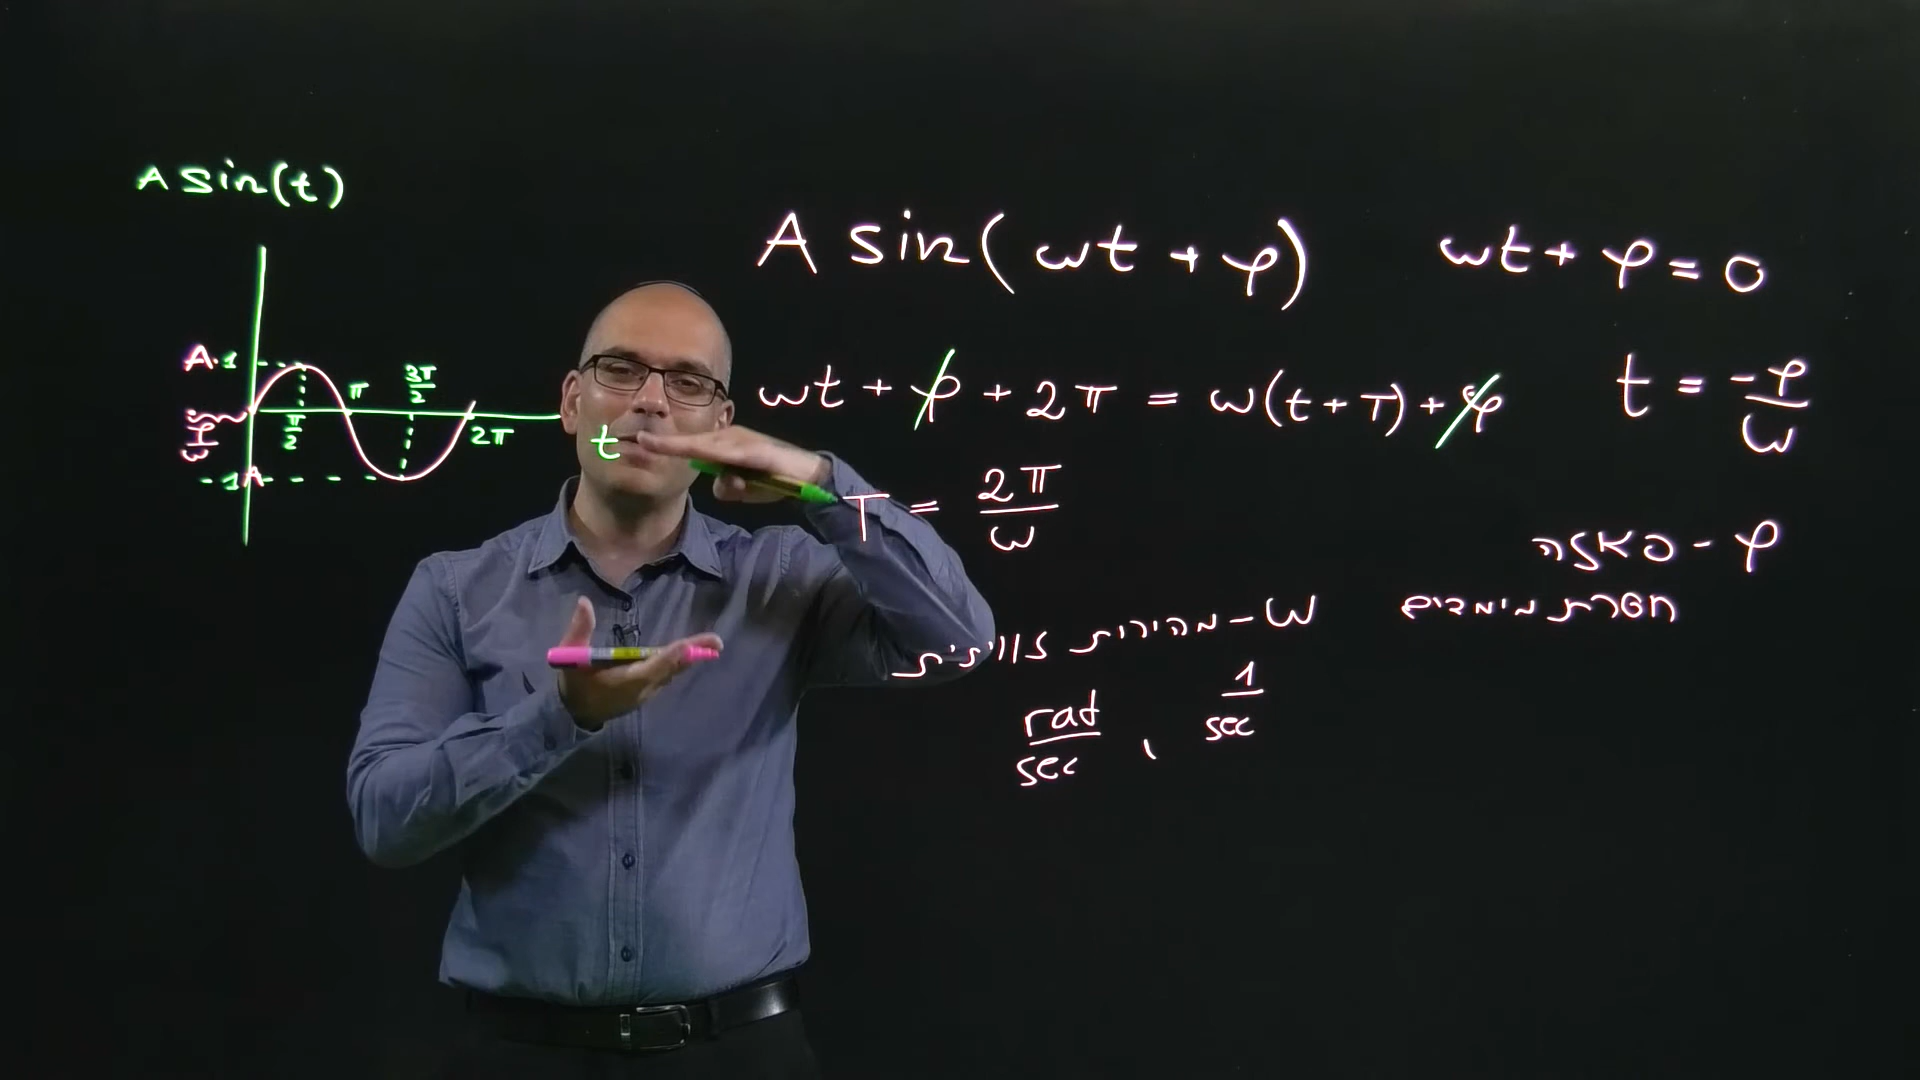 A sin(t)
A·1
π
3π/2
-φ/ω
π/2
2π
t
-1A
A sin(ωt + φ)
ωt + φ = 0
ωt + φ + 2π = ω(t + T) + φ
t = -φ/ω
T = 2π/ω
φ - פאזה
חסרת מימדים
ω - מהירות זוויתית
rad/sec , 1/sec